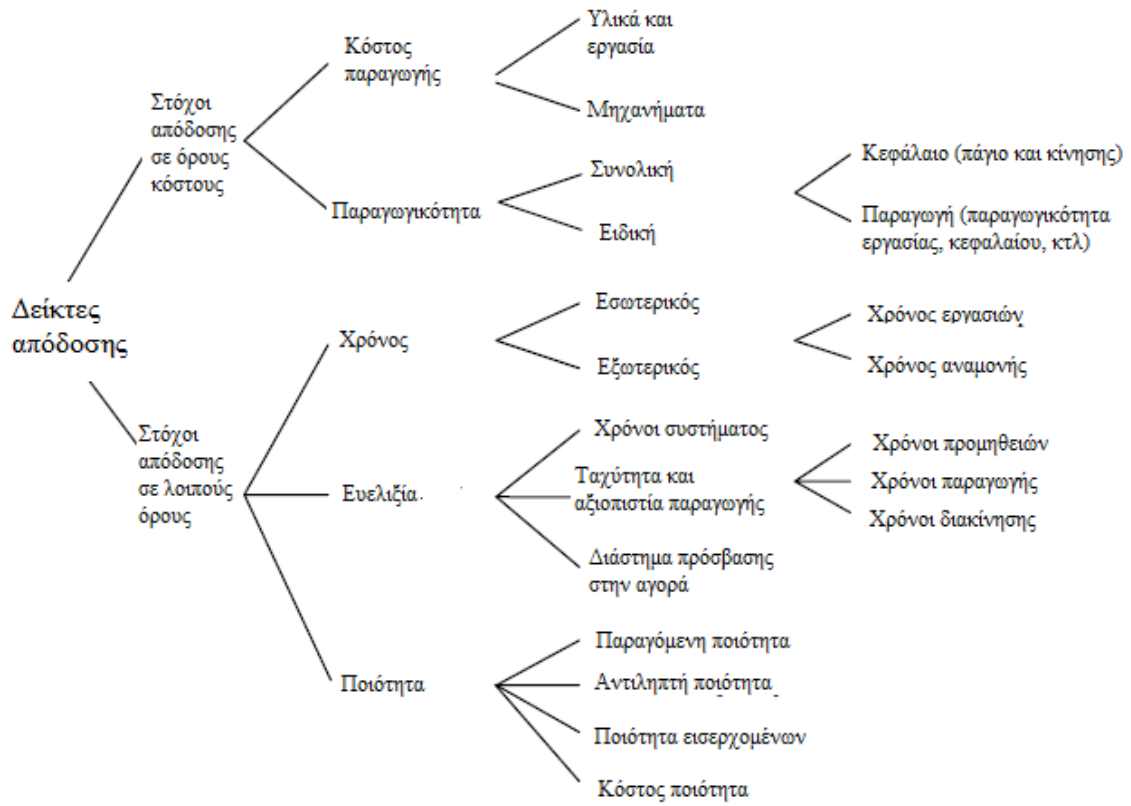 Δείκτες
απόδοσης
Στόχοι
απόδοσης
σε όρους
κόστους
Κόστος
παραγωγής
Υλικά και
εργασία
Μηχανήματα
Παραγωγικότητα
Συνολική
Ειδική
Κεφάλαιο (πάγιο και κίνησης)
Παραγωγή (παραγωγικότητα
εργασίας, κεφαλαίου, κτλ)
Στόχοι
απόδοσης
σε λοιπούς
όρους
Χρόνος
Εσωτερικός
Εξωτερικός
Χρόνος εργασιών
Χρόνος αναμονής
Ευελιξία.
Χρόνοι συστήματος
Ταχύτητα και
αξιοπιστία παραγωγής
Χρόνοι προμηθειών
Χρόνοι παραγωγής
Χρόνοι διακίνησης
Διάστημα πρόσβασης
στην αγορά
Ποιότητα
Παραγόμενη ποιότητα
Αντιληπτή ποιότητα
Ποιότητα εισερχομένων
Κόστος ποιότητα